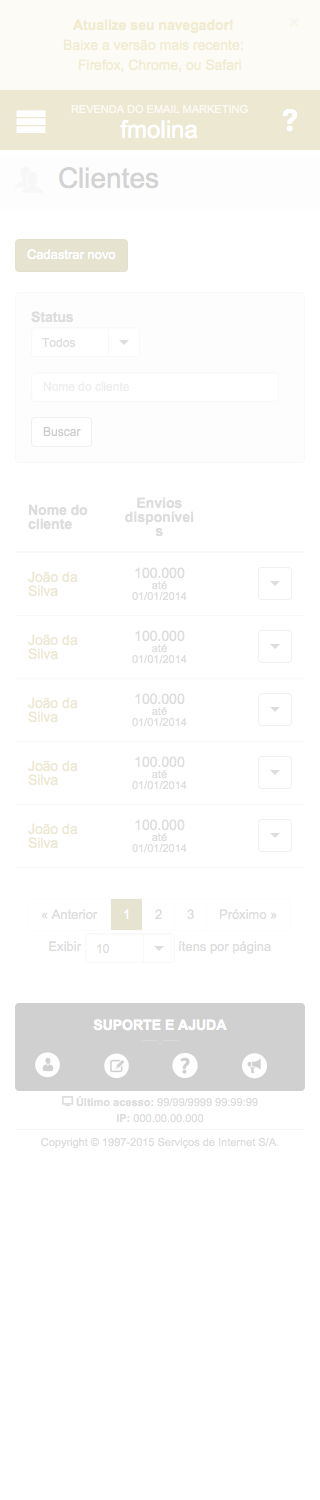 Atualize seu navegador!
×
Baixe a versão mais recente:
Firefox, Chrome, ou Safari
REVENDA DO EMAIL MARKETING
fmolina
?
Clientes
Cadastrar novo
Status
Todos
Nome do cliente
Buscar
Nome do
cliente
Envios
disponívei
s
João da
Silva
100.000
até
01/01/2014
João da
Silva
100.000
até
01/01/2014
João da
Silva
100.000
até
01/01/2014
João da
Silva
100.000
até
01/01/2014
João da
Silva
100.000
até
01/01/2014
« Anterior 1 2 3 Próximo »
Exibir 10 ítens por página
SUPORTE E AJUDA
?
Último acesso: 99/99/9999 99:99:99
IP: 000.00.00.000
Copyright © 1997-2015 Serviços de Internet S/A.